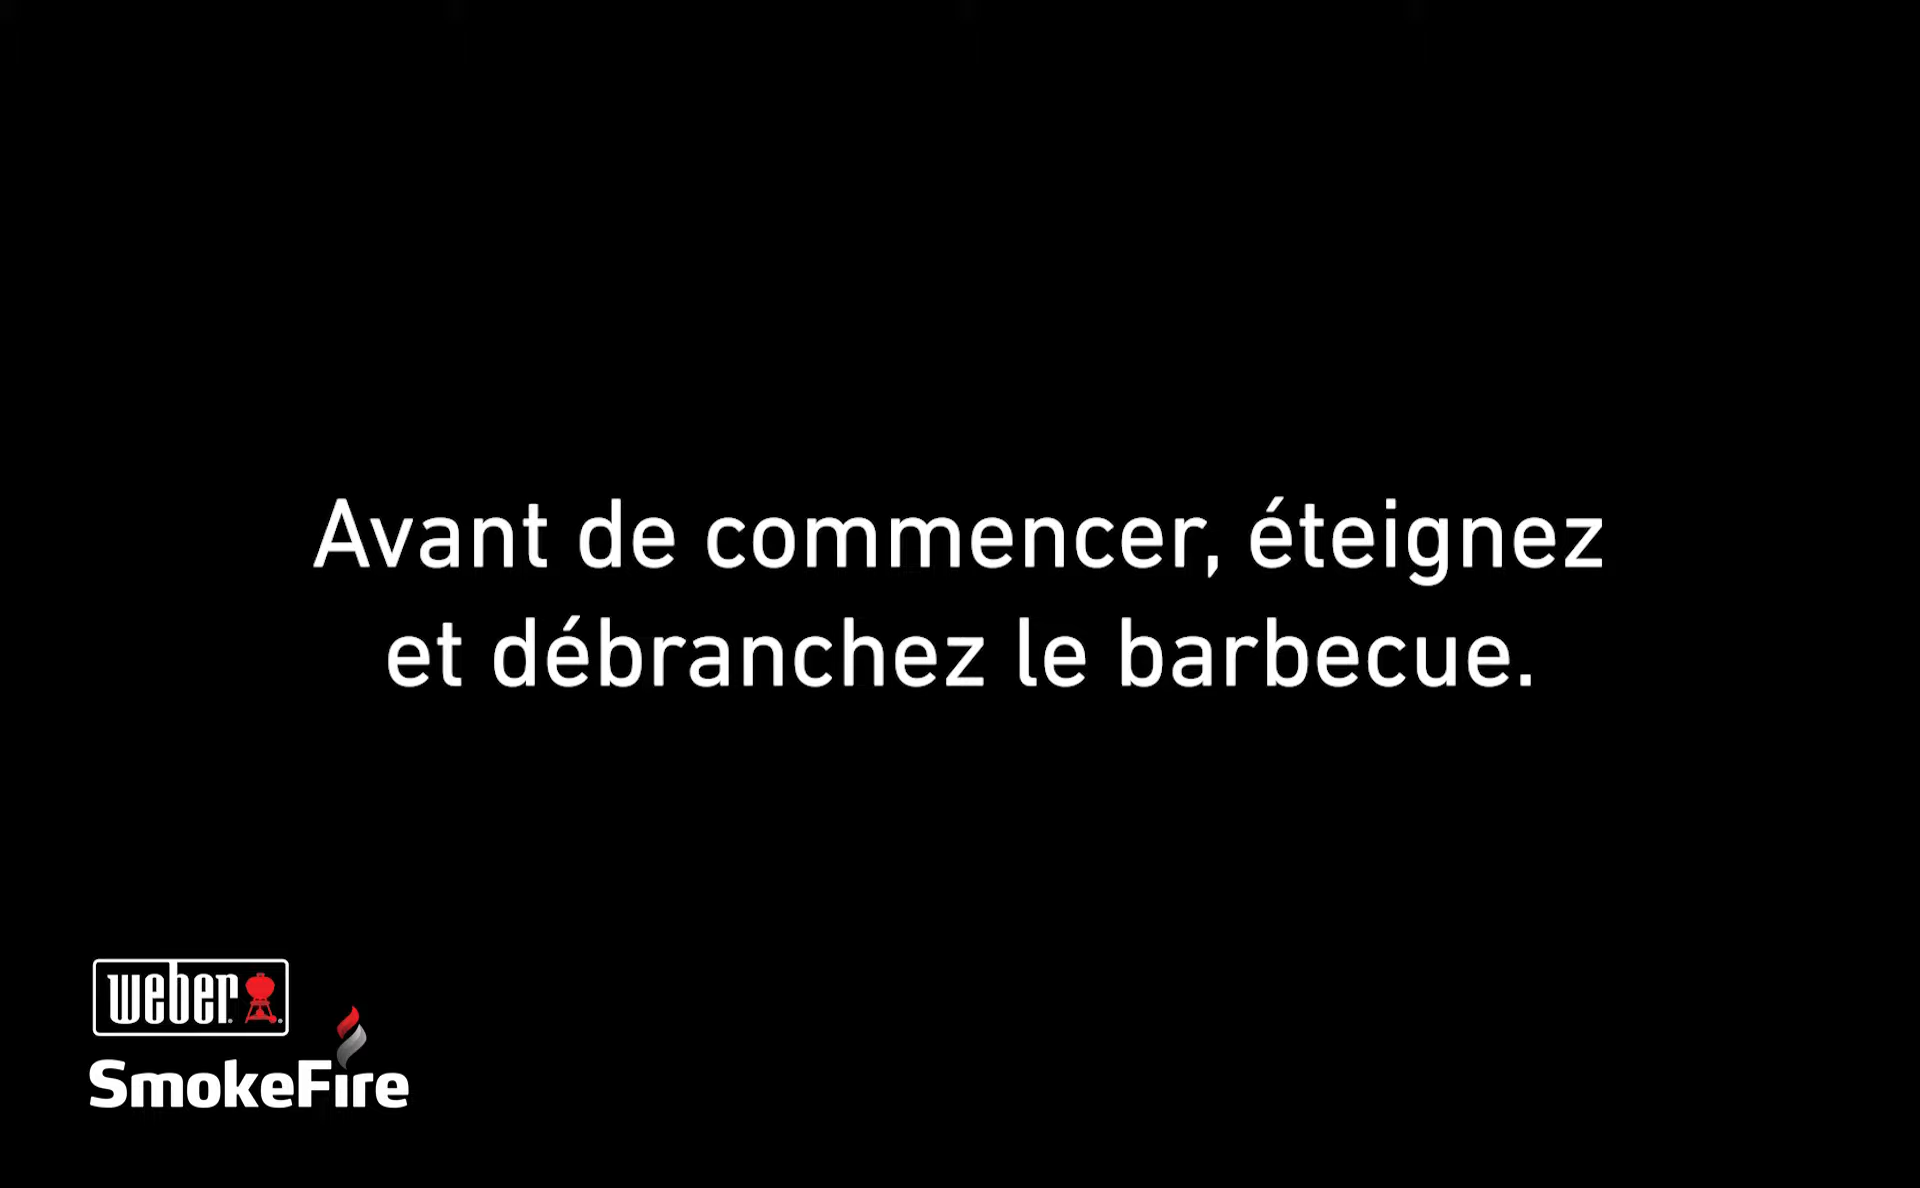 Avant de commencer, éteignez
et débranchez le barbecue.
weber
SmokeFire